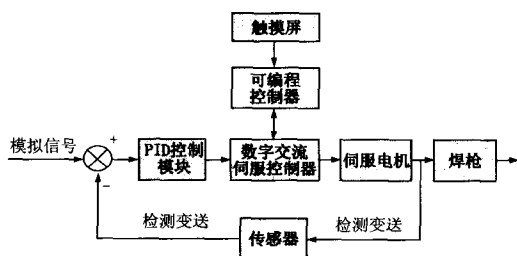 触摸屏
可编程
控制器
模拟信号
+
PID控制
模块
数字交流
伺服控制器
伺服电机
焊枪
−
检测变送
传感器
检测变送